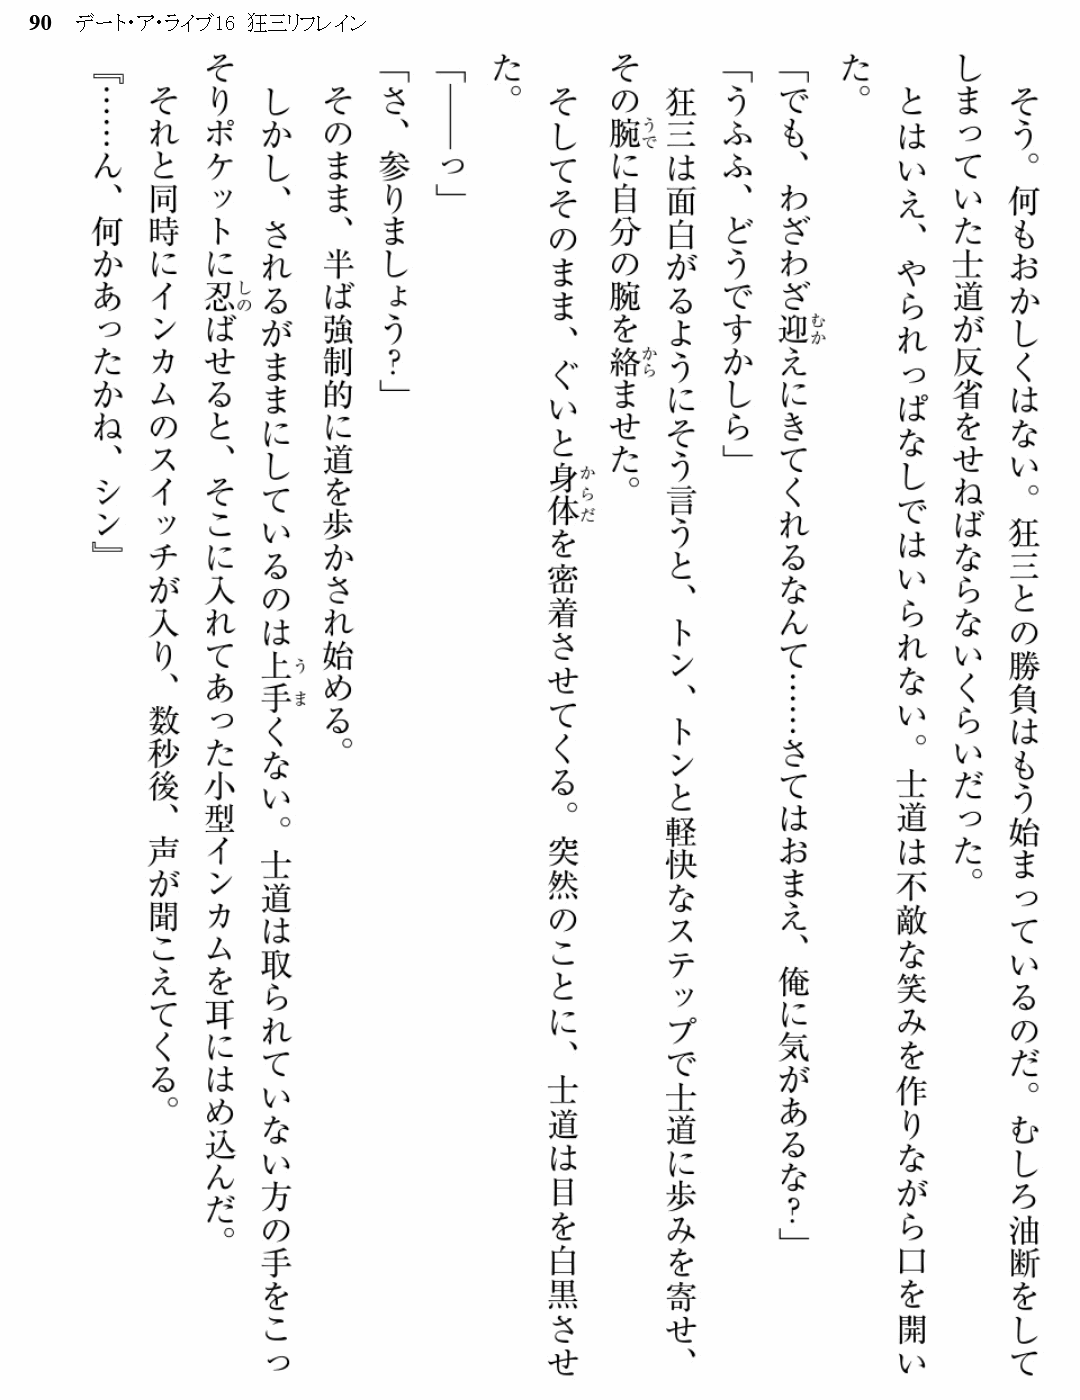 90 デート・ア・ライブ16 狂三リフレイン
そう。何もおかしくはない。狂三との勝負はもう始まっているのだ。むしろ油断をして
しまっていた士道が反省をせねばならないくらいだった。
とはいえ、やられっぱなしではいられない。士道は不敵な笑みを作りながら口を開い
た。
「でも、わざわざ迎えにきてくれるなんて……さてはおまえ、俺に気があるな?」
「うふふ、どうですかしら」
狂三は面白がるようにそう言うと、トン、トンと軽快なステップで士道に歩みを寄せ、
その腕に自分の腕を絡ませた。
そしてそのまま、ぐいと身体を密着させてくる。突然のことに、士道は目を白黒させ
た。
「――っ」
「さ、参りましょう?」
そのまま、半ば強制的に道を歩かされ始める。
しかし、されるがままにしているのは上手くない。士道は取られていない方の手をこっ
そりポケットに忍ばせると、そこに入れてあった小型インカムを耳にはめ込んだ。
それと同時にインカムのスイッチが入り、数秒後、声が聞こえてくる。
『……ん、何かあったかね、シン』